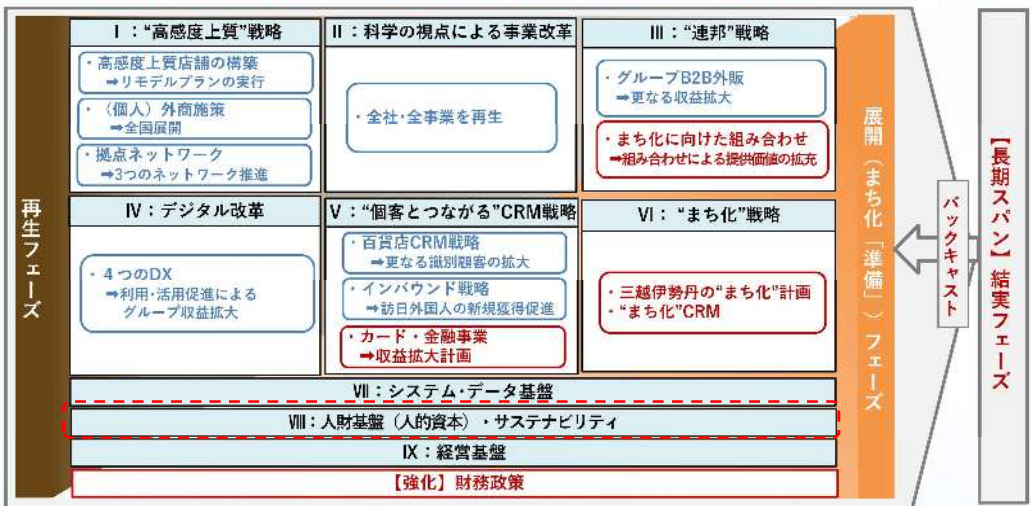 再生フェーズ
I：“高感度上質”戦略
・高感度上質店舗の構築
➡リモデルプランの実行
・（個人）外商施策
➡全国展開
・拠点ネットワーク
➡3つのネットワーク推進
II：科学の視点による事業改革
・全社・全事業を再生
III：“連邦”戦略
・グループB2B外販
➡更なる収益拡大
・まち化に向けた組み合わせ
➡組み合わせによる提供価値の拡充
IV：デジタル改革
・４つのDX
➡利用・活用促進による
グループ収益拡大
V：“個客とつながる”CRM戦略
・百貨店CRM戦略
➡更なる識別顧客の拡大
・インバウンド戦略
➡訪日外国人の新規獲得促進
・カード・金融事業
➡収益拡大計画
VI：“まち化”戦略
・三越伊勢丹の“まち化”計画
・“まち化”CRM
VII：システム・データ基盤
VIII：人財基盤（人的資本）・サステナビリティ
IX：経営基盤
【強化】財務政策
展開（まち化「準備」）フェーズ
バックキャスト
【長期スパン】結実フェーズ